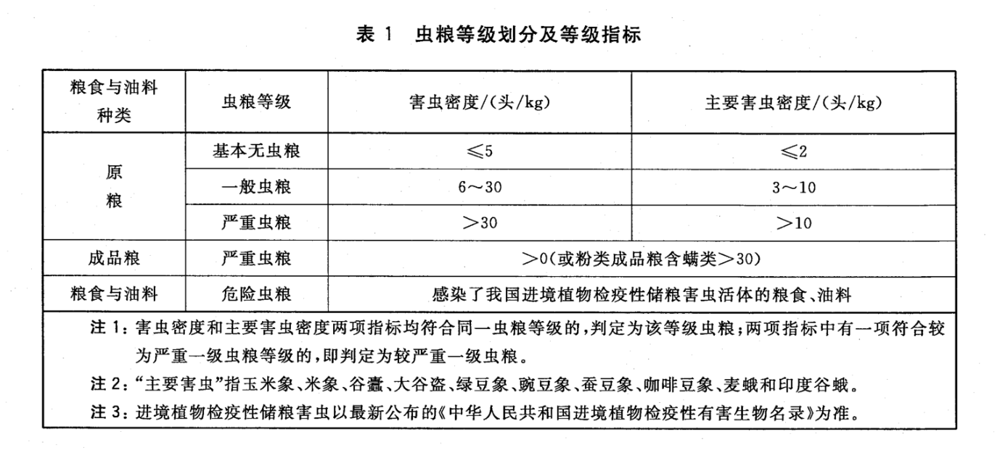 表 1 虫粮等级划分及等级指标
粮食与油料
种类
虫粮等级
害虫密度/(头/kg)
主要害虫密度/(头/kg)
原
粮
基本无虫粮
≤5
≤2
一般虫粮
6～30
3～10
严重虫粮
>30
>10
成品粮
严重虫粮
>0(或粉类成品粮含螨类>30)
粮食与油料
危险虫粮
感染了我国进境植物检疫性储粮害虫活体的粮食、油料
注 1：害虫密度和主要害虫密度两项指标均符合同一虫粮等级的,判定为该等级虫粮;两项指标中有一项符合较
为严重一级虫粮等级的,即判定为较严重一级虫粮。
注 2：“主要害虫”指玉米象、米象、谷蠹、大谷盗、绿豆象、豌豆象、蚕豆象、咖啡豆象、麦蛾和印度谷蛾。
注 3：进境植物检疫性储粮害虫以最新公布的《中华人民共和国进境植物检疫性有害生物名录》为准。